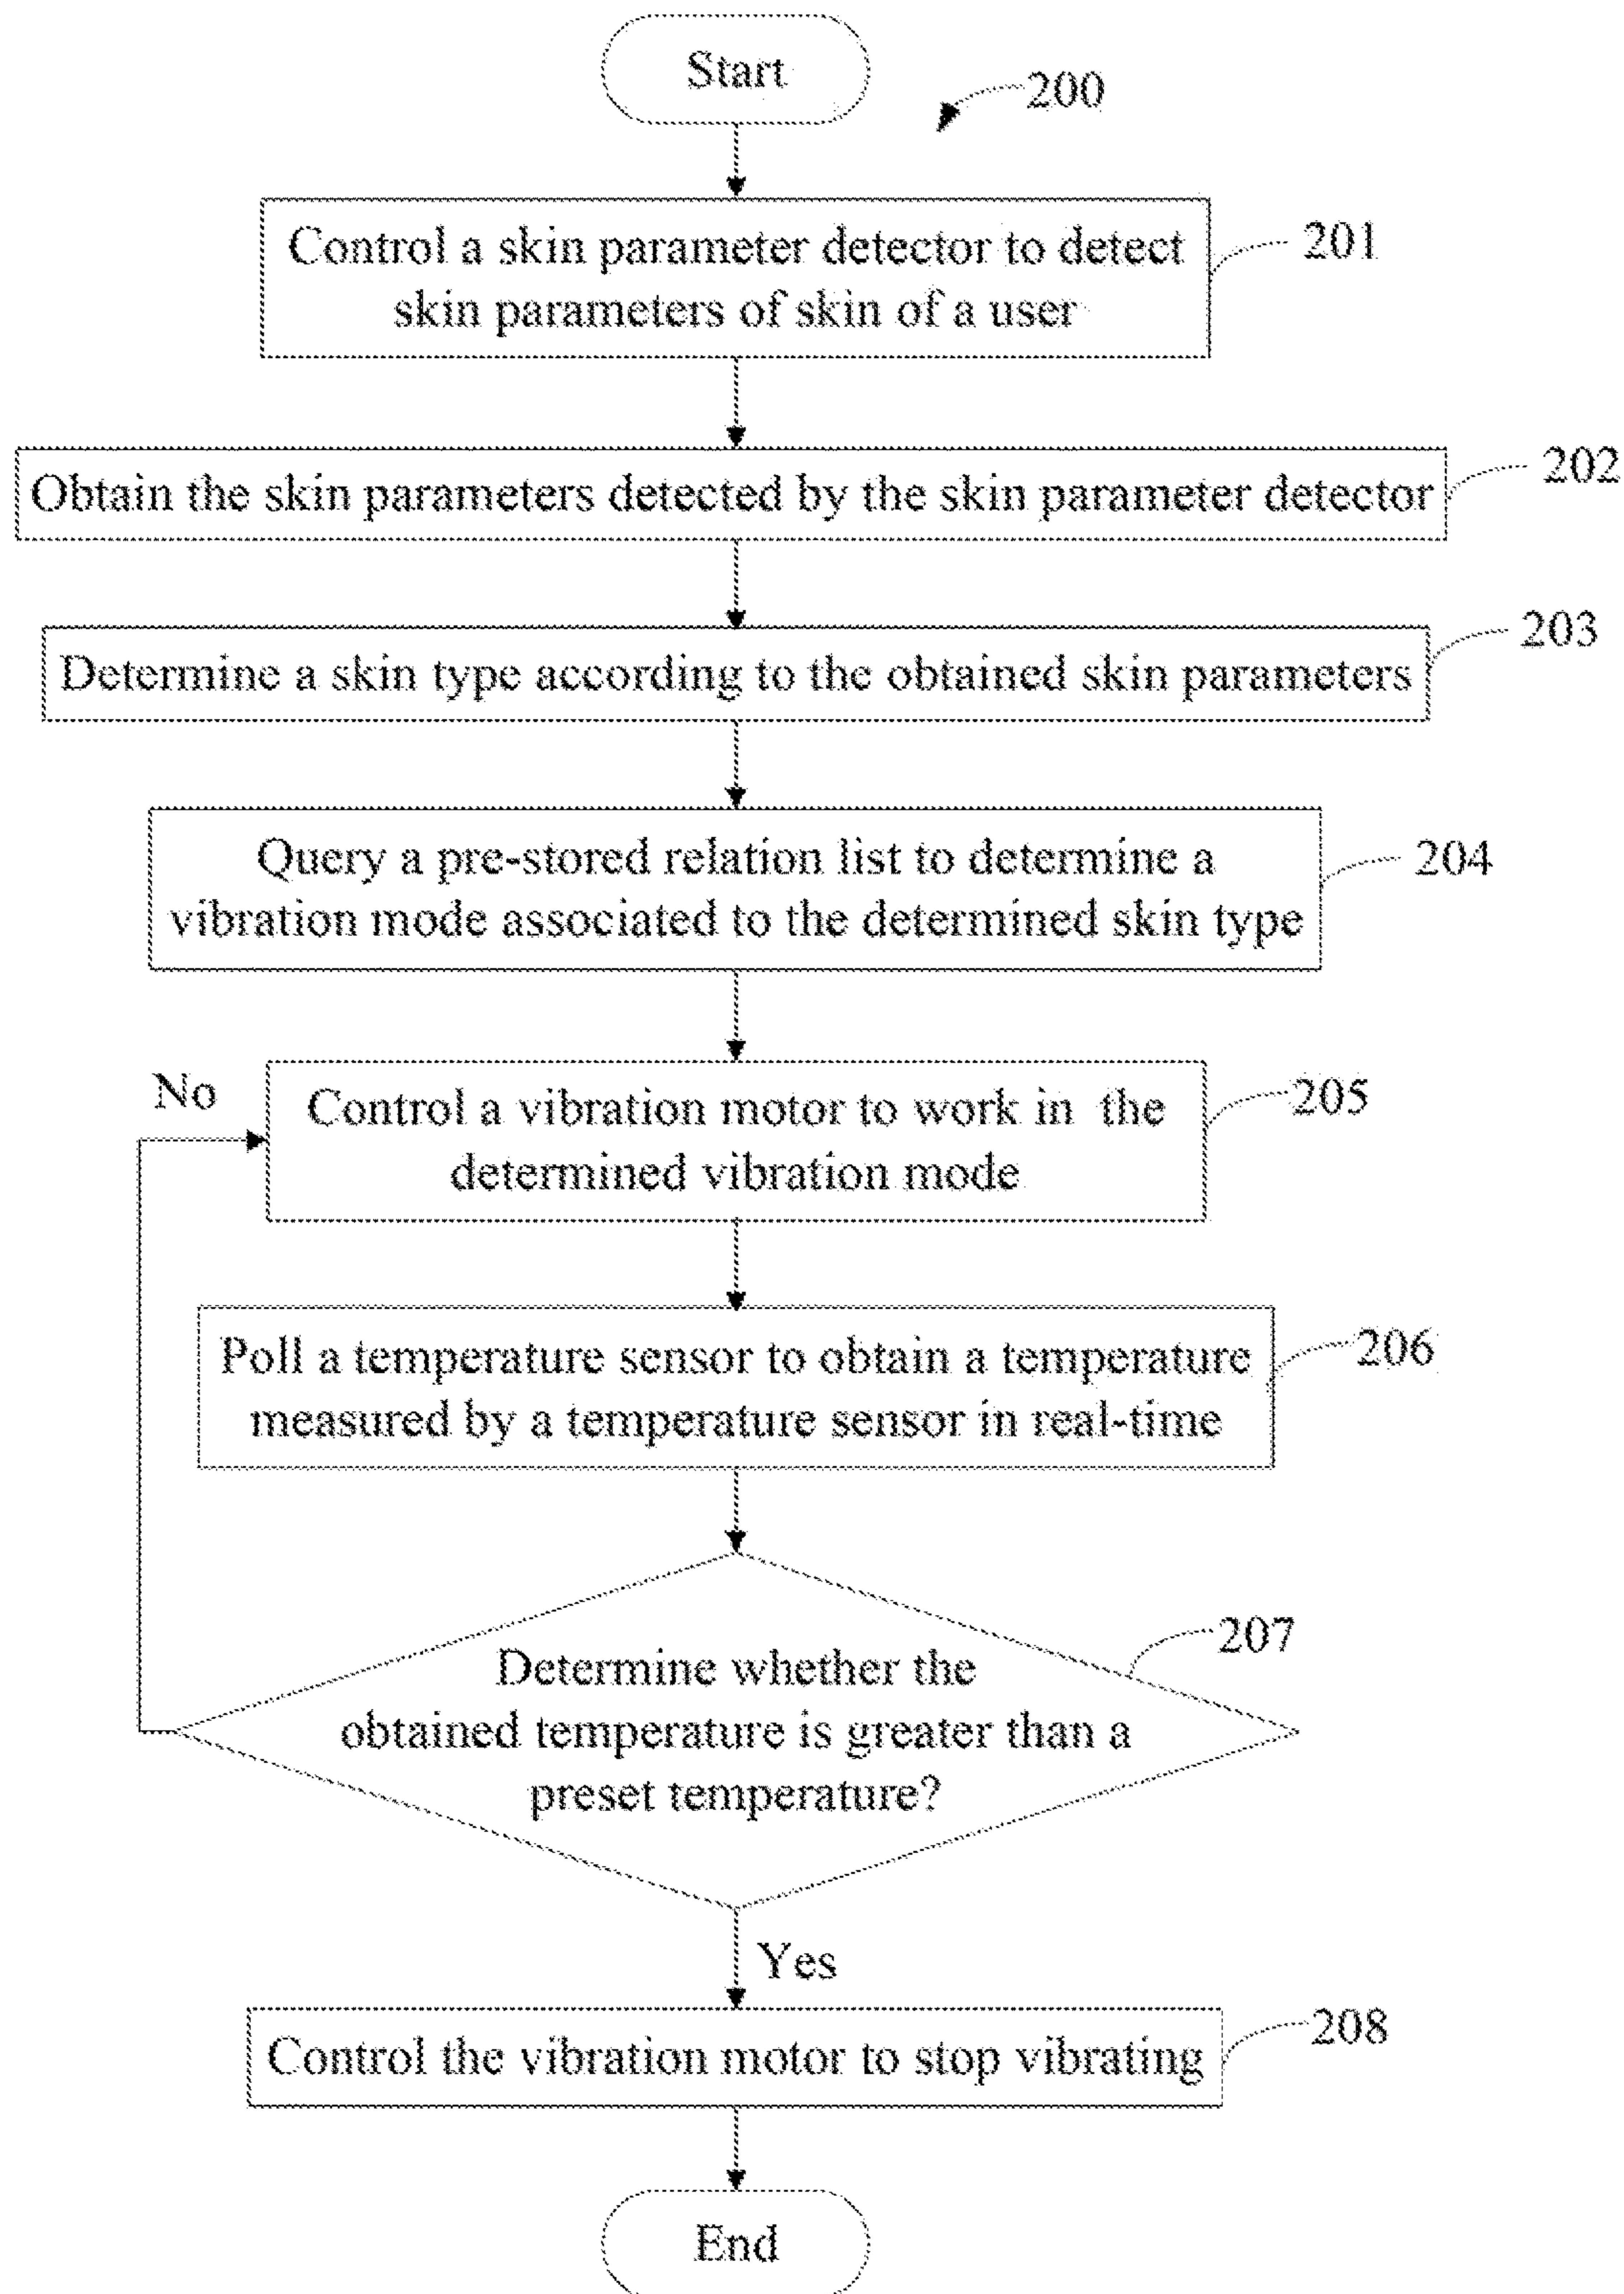 Start
200
Control a skin parameter detector to detect
skin parameters of skin of a user
201
Obtain the skin parameters detected by the skin parameter detector
202
Determine a skin type according to the obtained skin parameters
203
Query a pre-stored relation list to determine a
vibration mode associated to the determined skin type
204
No
Control a vibration motor to work in the
determined vibration mode
205
Poll a temperature sensor to obtain a temperature
measured by a temperature sensor in real-time
206
Determine whether the
obtained temperature is greater than a
preset temperature?
207
Yes
Control the vibration motor to stop vibrating
208
End